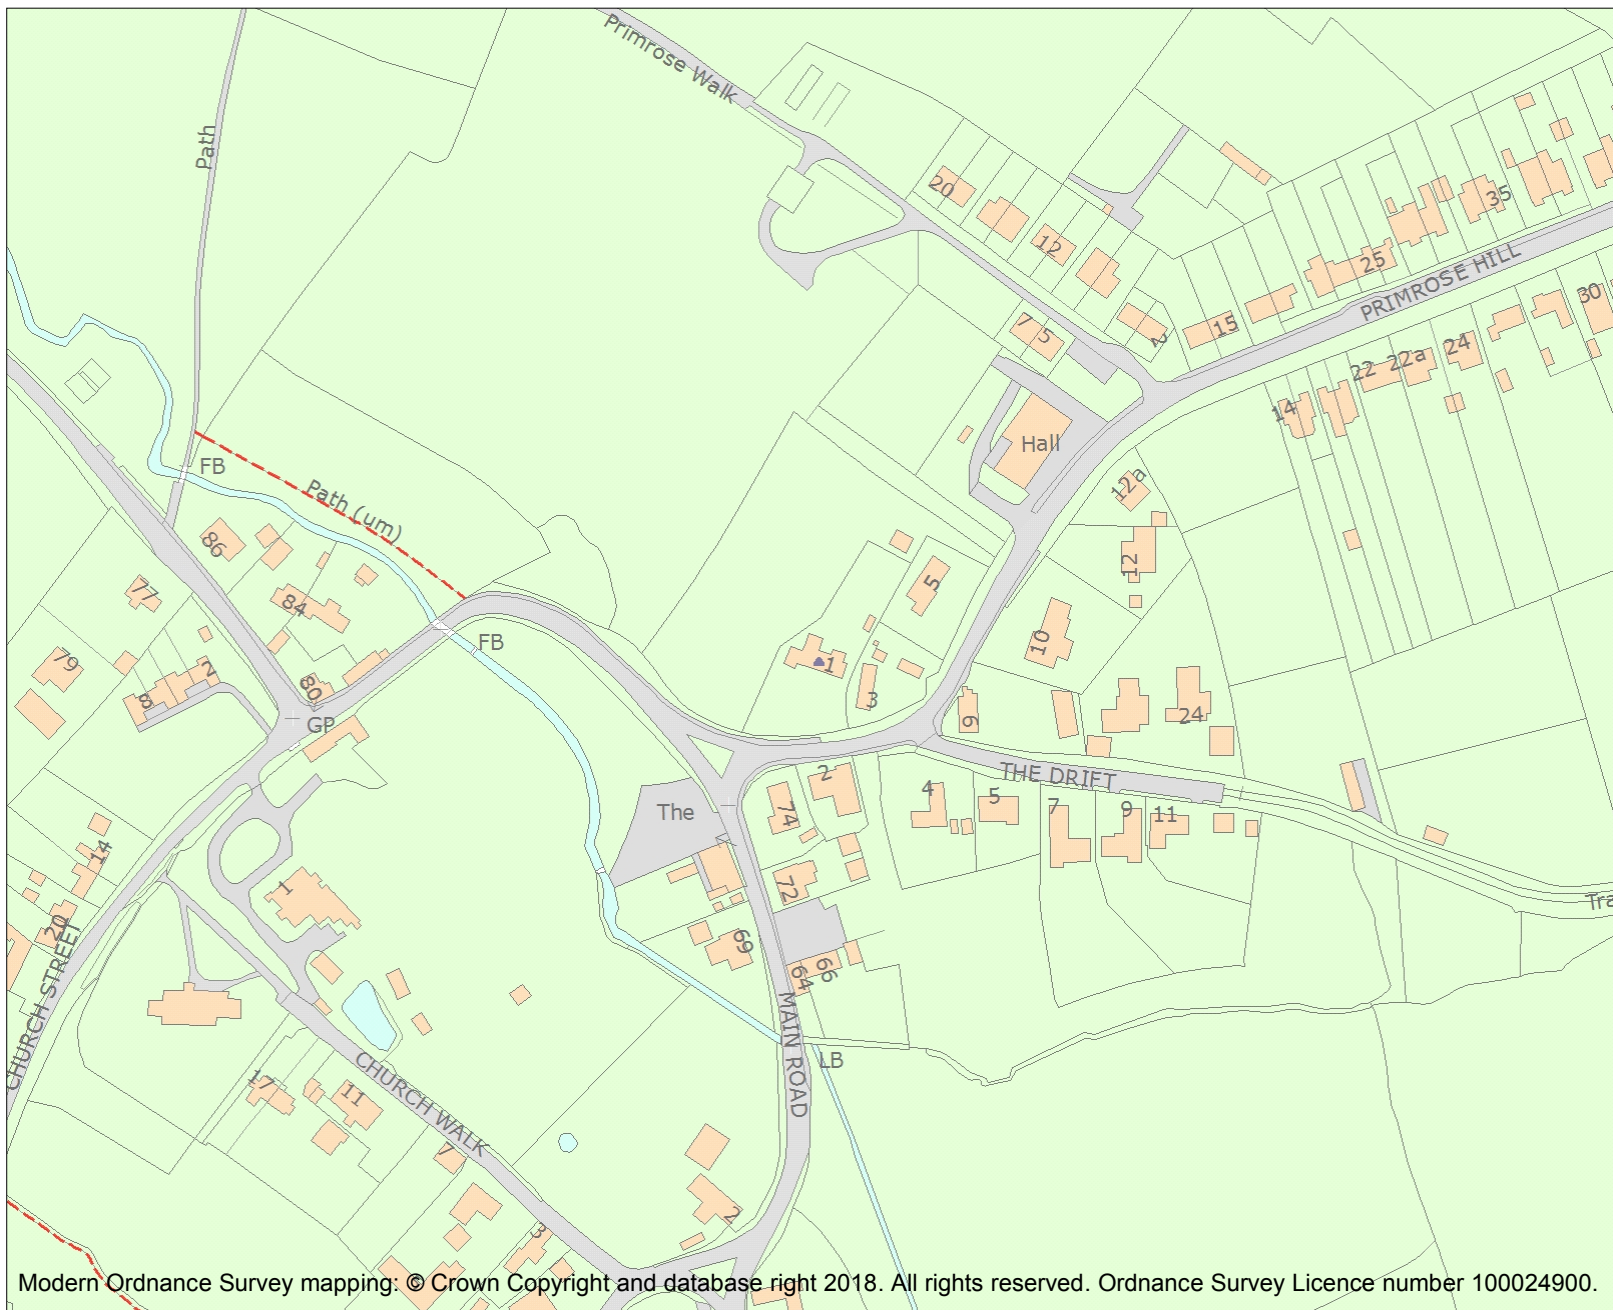 Primrose Walk
Path
20
12
35
25
PRIMROSE HILL
30
7 5
2
15
22 22a 24
14
Hall
FB
Path (um)
12a
86
5
12
77
84
FB
10
79
2
1
8
80
3
9
24
GP
THE DRIFT
2
4
5
7
9
11
The
74
14
1
72
Tra
20
69
66
64
CHURCH STREET
MAIN ROAD
LB
CHURCH WALK
17
11
7
3
2
Modern Ordnance Survey mapping: © Crown Copyright and database right 2018. All rights reserved. Ordnance Survey Licence number 100024900.